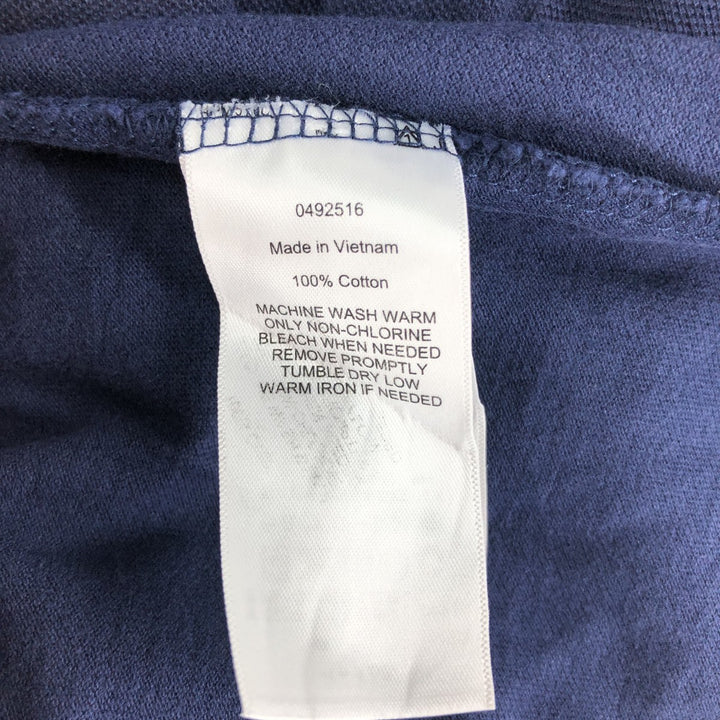 0492516
Made in Vietnam
100% Cotton
MACHINE WASH WARM
ONLY NON-CHLORINE
BLEACH WHEN NEEDED
REMOVE PROMPTLY
TUMBLE DRY LOW
WARM IRON IF NEEDED